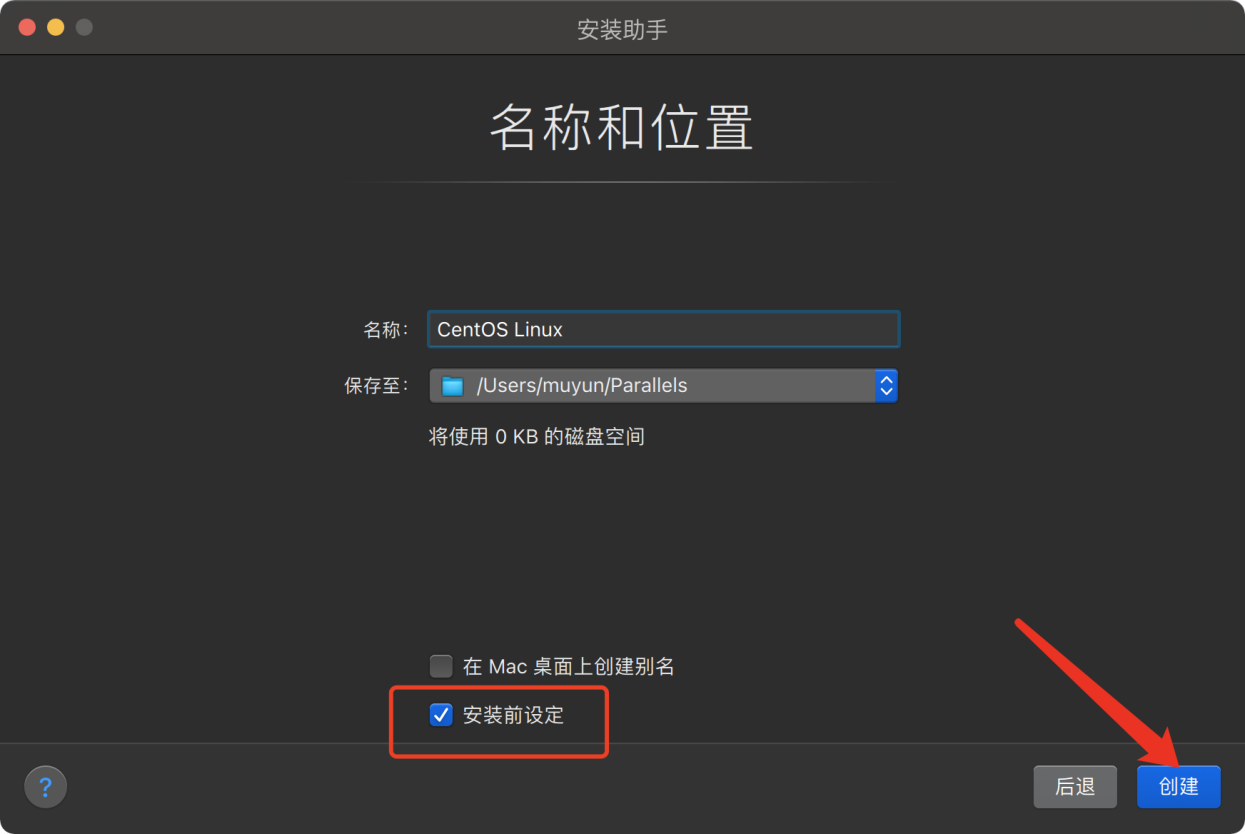 安装助手
名称和位置
名称： CentOS Linux
保存至： /Users/muyun/Parallels
将使用 0 KB 的磁盘空间
在 Mac 桌面上创建别名
安装前设定
? 后退 创建